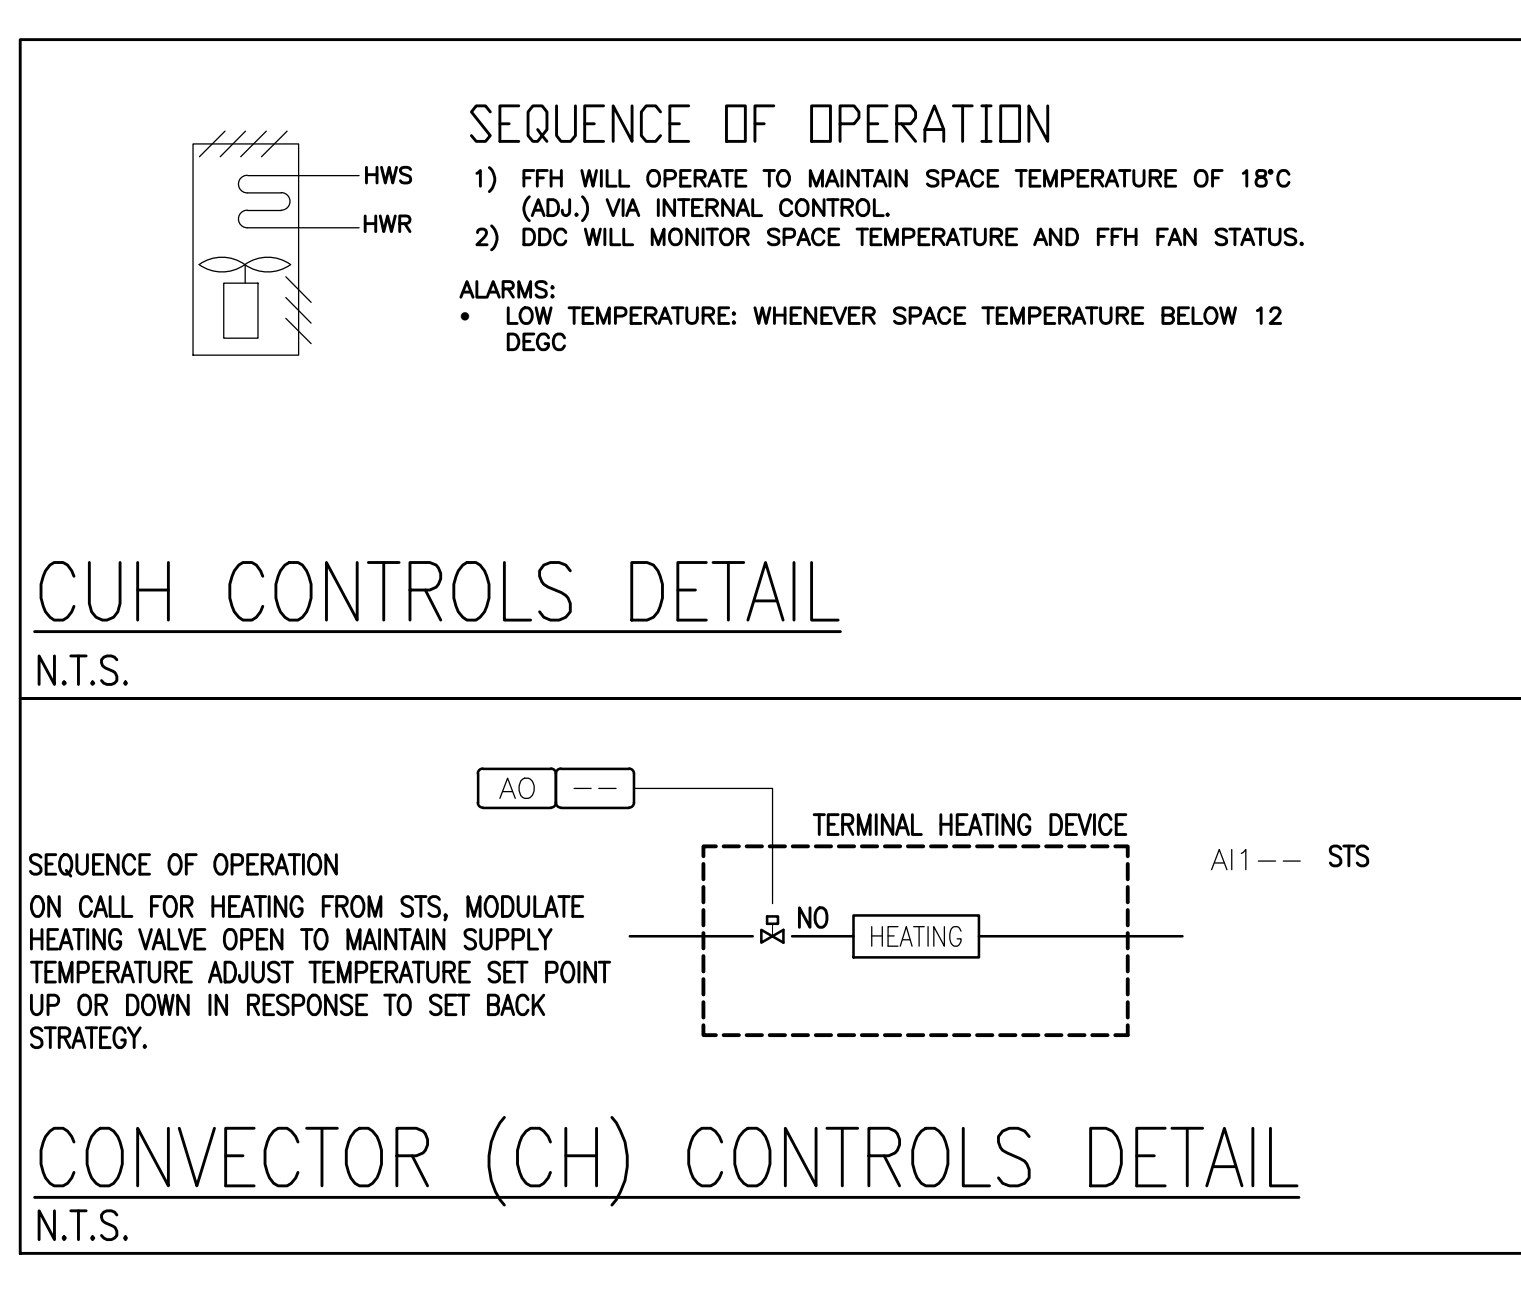 SEQUENCE OF OPERATION
HWS
HWR
1) FFH WILL OPERATE TO MAINTAIN SPACE TEMPERATURE OF 18°C
(ADJ.) VIA INTERNAL CONTROL.
2) DDC WILL MONITOR SPACE TEMPERATURE AND FFH FAN STATUS.
ALARMS:
• LOW TEMPERATURE: WHENEVER SPACE TEMPERATURE BELOW 12
DEGC
CUH CONTROLS DETAIL
N.T.S.
AO --
TERMINAL HEATING DEVICE
AI1-- STS
NO
HEATING
SEQUENCE OF OPERATION
ON CALL FOR HEATING FROM STS, MODULATE
HEATING VALVE OPEN TO MAINTAIN SUPPLY
TEMPERATURE ADJUST TEMPERATURE SET POINT
UP OR DOWN IN RESPONSE TO SET BACK
STRATEGY.
CONVECTOR (CH) CONTROLS DETAIL
N.T.S.